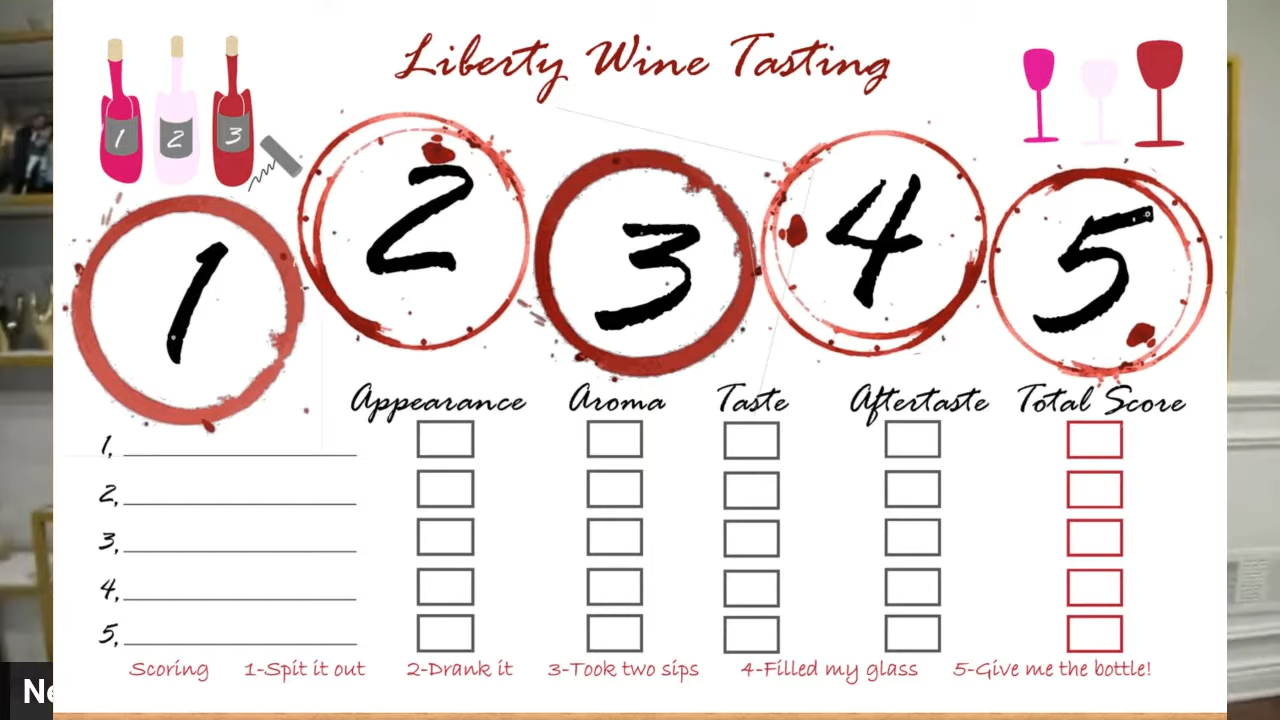 Liberty Wine Tasting
1 2 3
1 2 3 4 5
Appearance Aroma Taste Aftertaste Total Score
1,
2,
3,
4,
5,
Scoring 1-Spit it out 2-Drank it 3-Took two sips 4-Filled my glass 5-Give me the bottle!